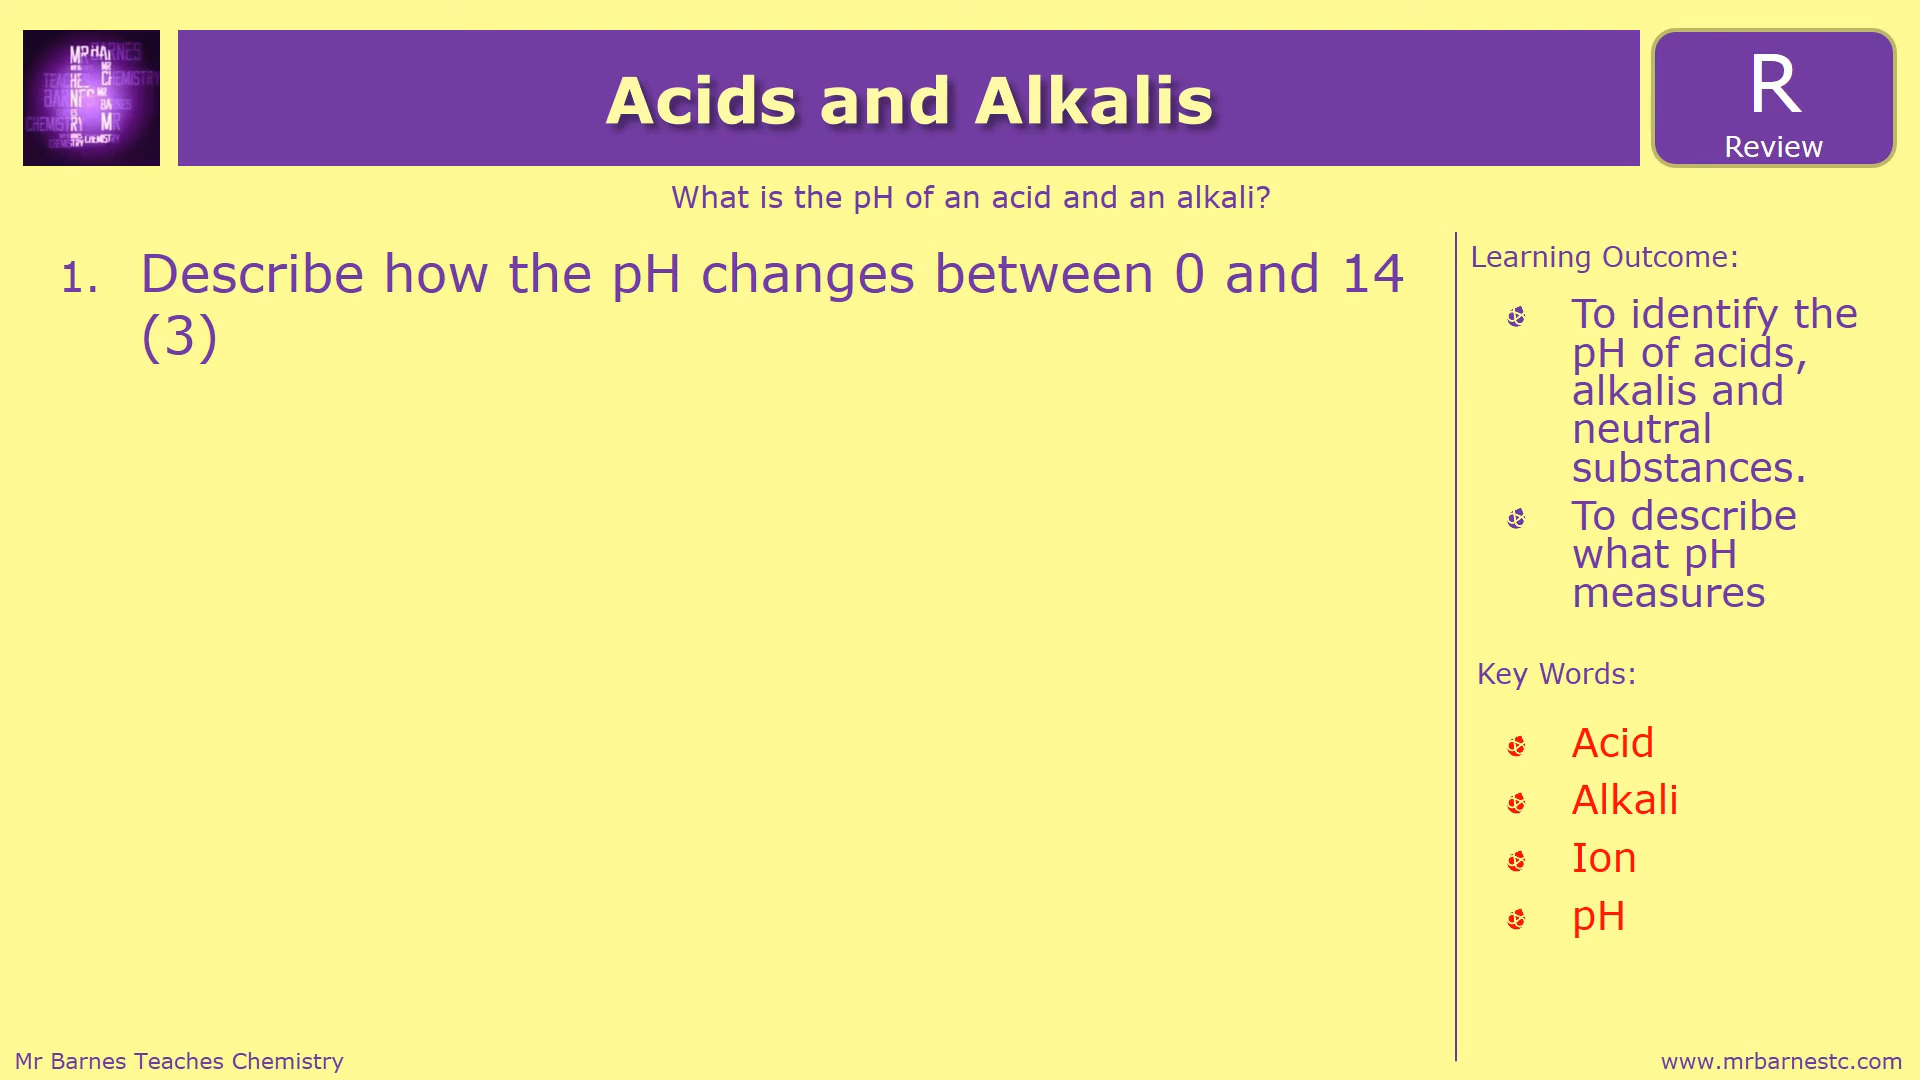 Acids and Alkalis
R
Review
What is the pH of an acid and an alkali?
1. Describe how the pH changes between 0 and 14
(3)
Learning Outcome:
To identify the
pH of acids,
alkalis and
neutral
substances.
To describe
what pH
measures
Key Words:
Acid
Alkali
Ion
pH
Mr Barnes Teaches Chemistry
www.mrbarnestc.com